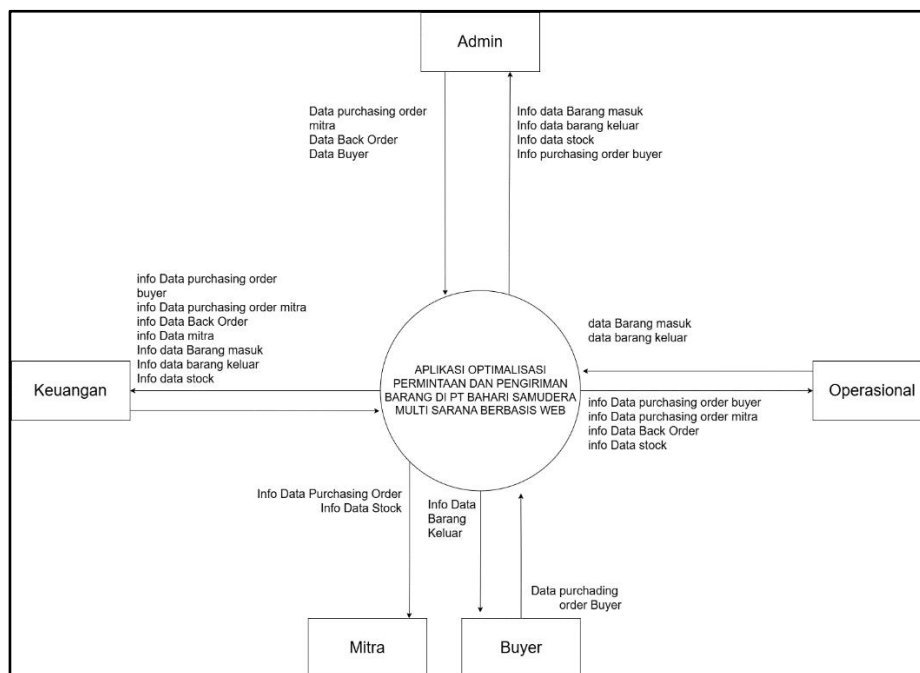 Admin
Data purchasing order
mitra
Data Back Order
Data Buyer
Info data Barang masuk
Info data barang keluar
Info data stock
Info purchasing order buyer
info Data purchasing order
buyer
info Data purchasing order mitra
info Data Back Order
info Data mitra
Info data Barang masuk
Info data barang keluar
Info data stock
data Barang masuk
data barang keluar
Keuangan
APLIKASI OPTIMALISASI
PERMINTAAN DAN PENGIRIMAN
BARANG DI PT BAHARI SAMUDERA
MULTI SARANA BERBASIS WEB
Operasional
info Data purchasing order buyer
info Data purchasing order mitra
info Data Back Order
info Data stock
Info Data Purchasing Order
Info Data Stock
Info Data
Barang
Keluar
Data purchading
order Buyer
Mitra
Buyer